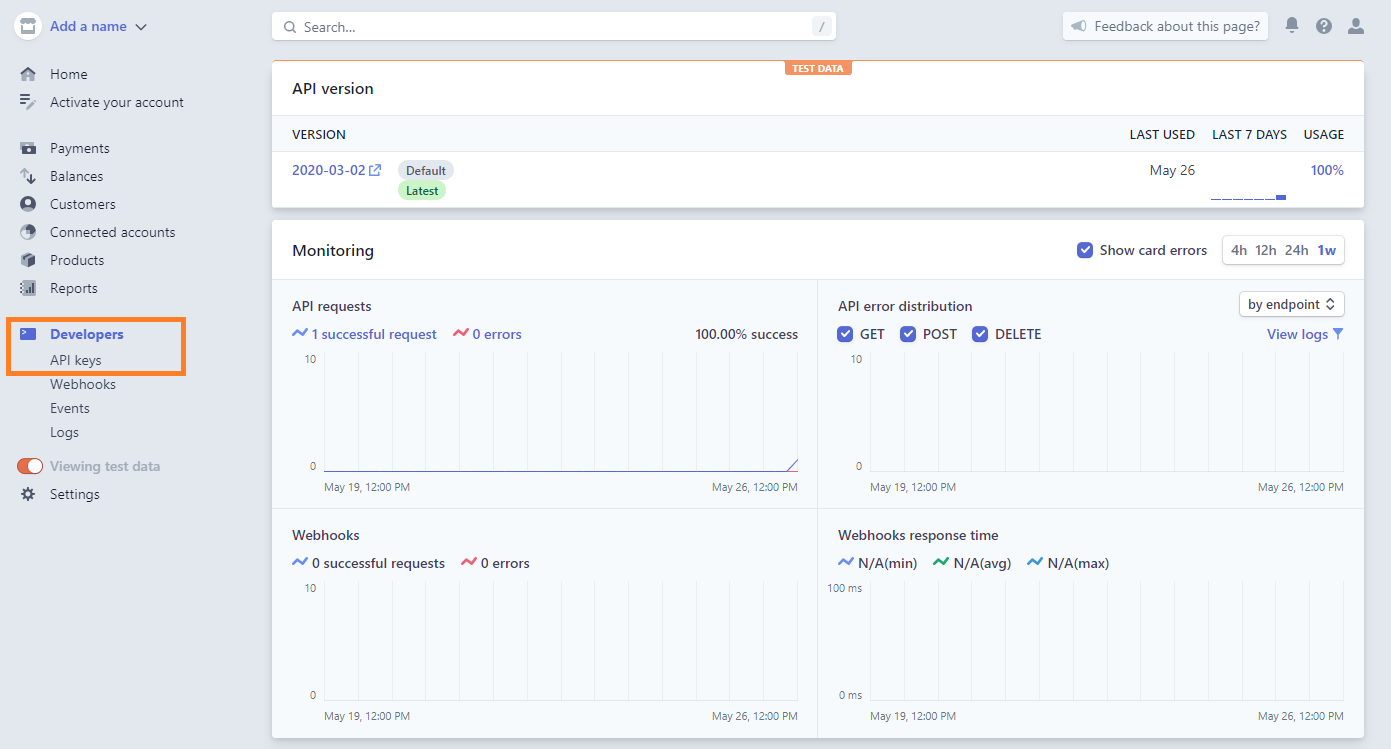 Add a name
Search...
/
Feedback about this page?
Home
Activate your account
Payments
Balances
Customers
Connected accounts
Products
Reports
Developers
API keys
Webhooks
Events
Logs
Viewing test data
Settings
TEST DATA
API version
VERSION LAST USED LAST 7 DAYS USAGE
2020-03-02 Default May 26 100%
Latest
Monitoring Show card errors 4h 12h 24h 1w
API requests
1 successful request 0 errors 100.00% success
10
0
May 19, 12:00 PM May 26, 12:00 PM
API error distribution by endpoint
GET POST DELETE View logs
10
0
May 19, 12:00 PM May 26, 12:00 PM
Webhooks
0 successful requests 0 errors
10
0
May 19, 12:00 PM May 26, 12:00 PM
Webhooks response time
N/A(min) N/A(avg) N/A(max)
100 ms
0 ms
May 19, 12:00 PM May 26, 12:00 PM